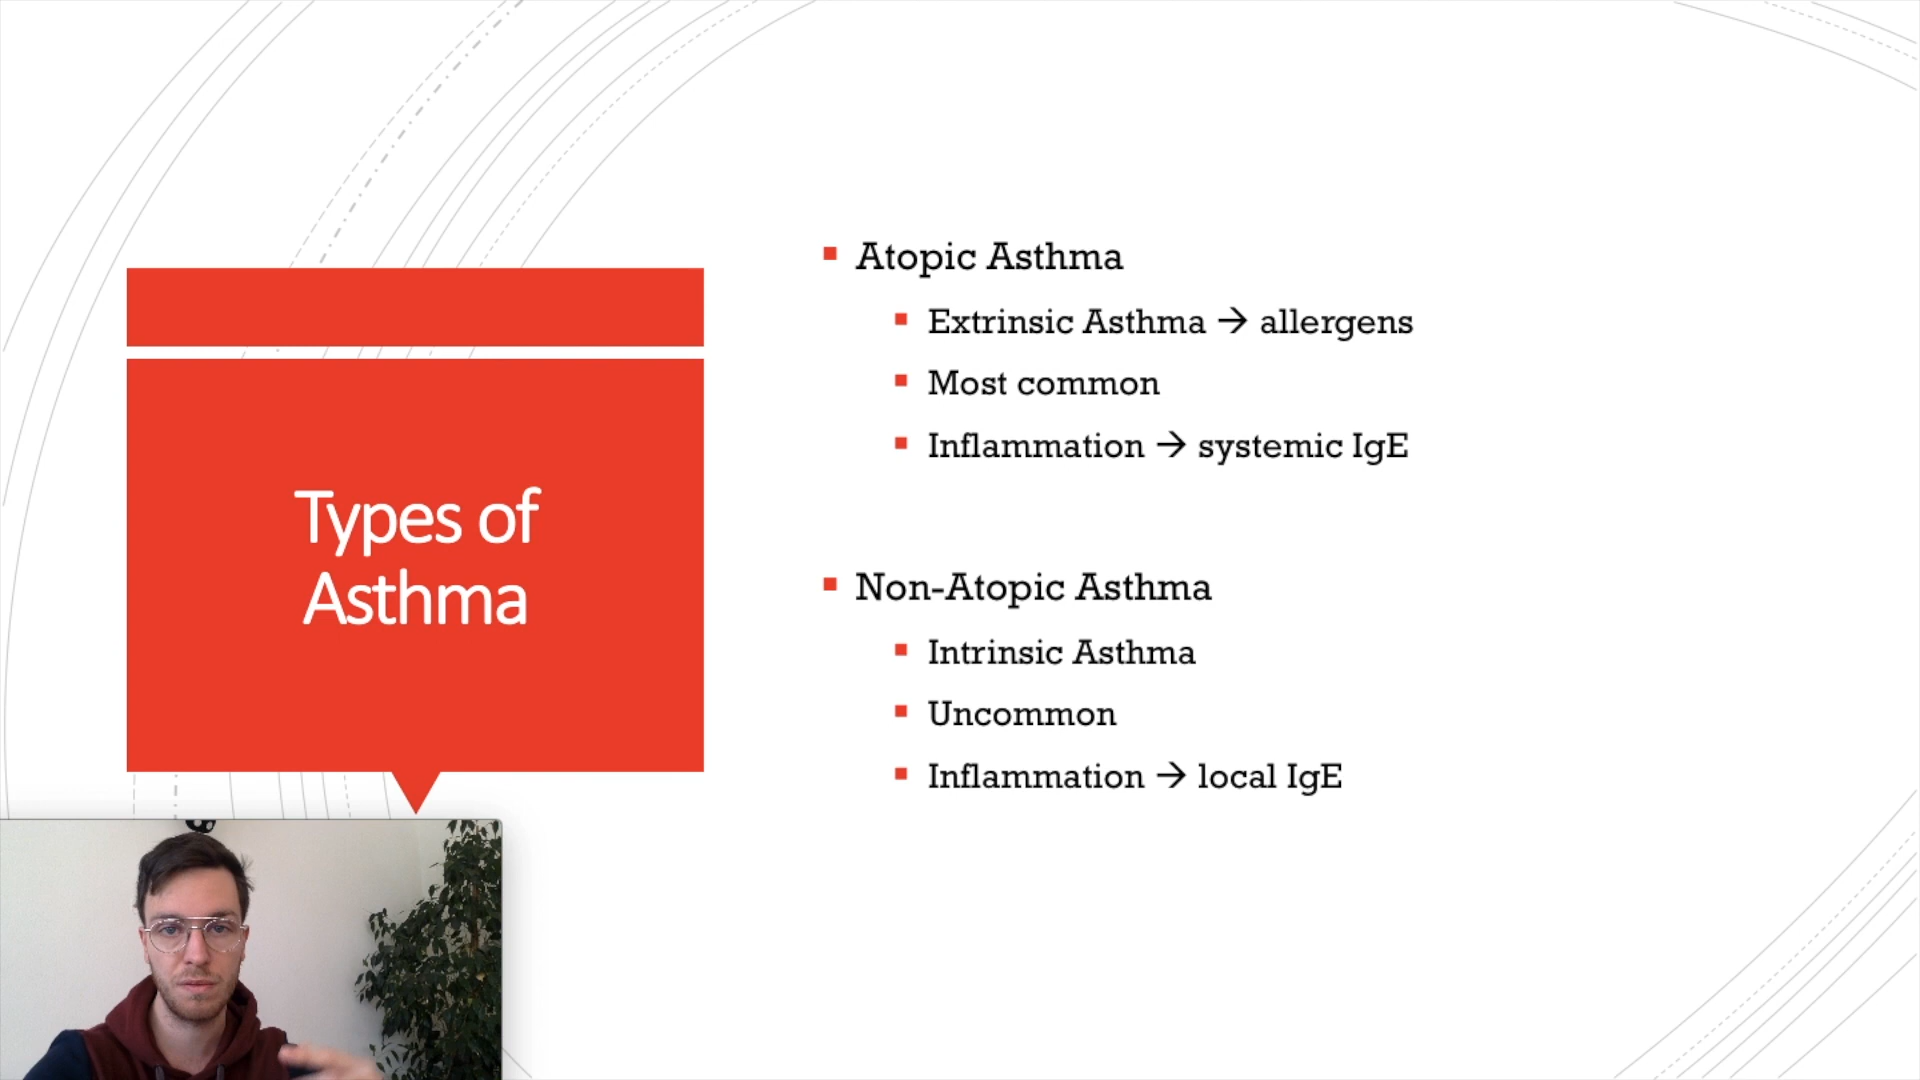 Types of
Asthma
Atopic Asthma
Extrinsic Asthma → allergens
Most common
Inflammation → systemic IgE
Non-Atopic Asthma
Intrinsic Asthma
Uncommon
Inflammation → local IgE